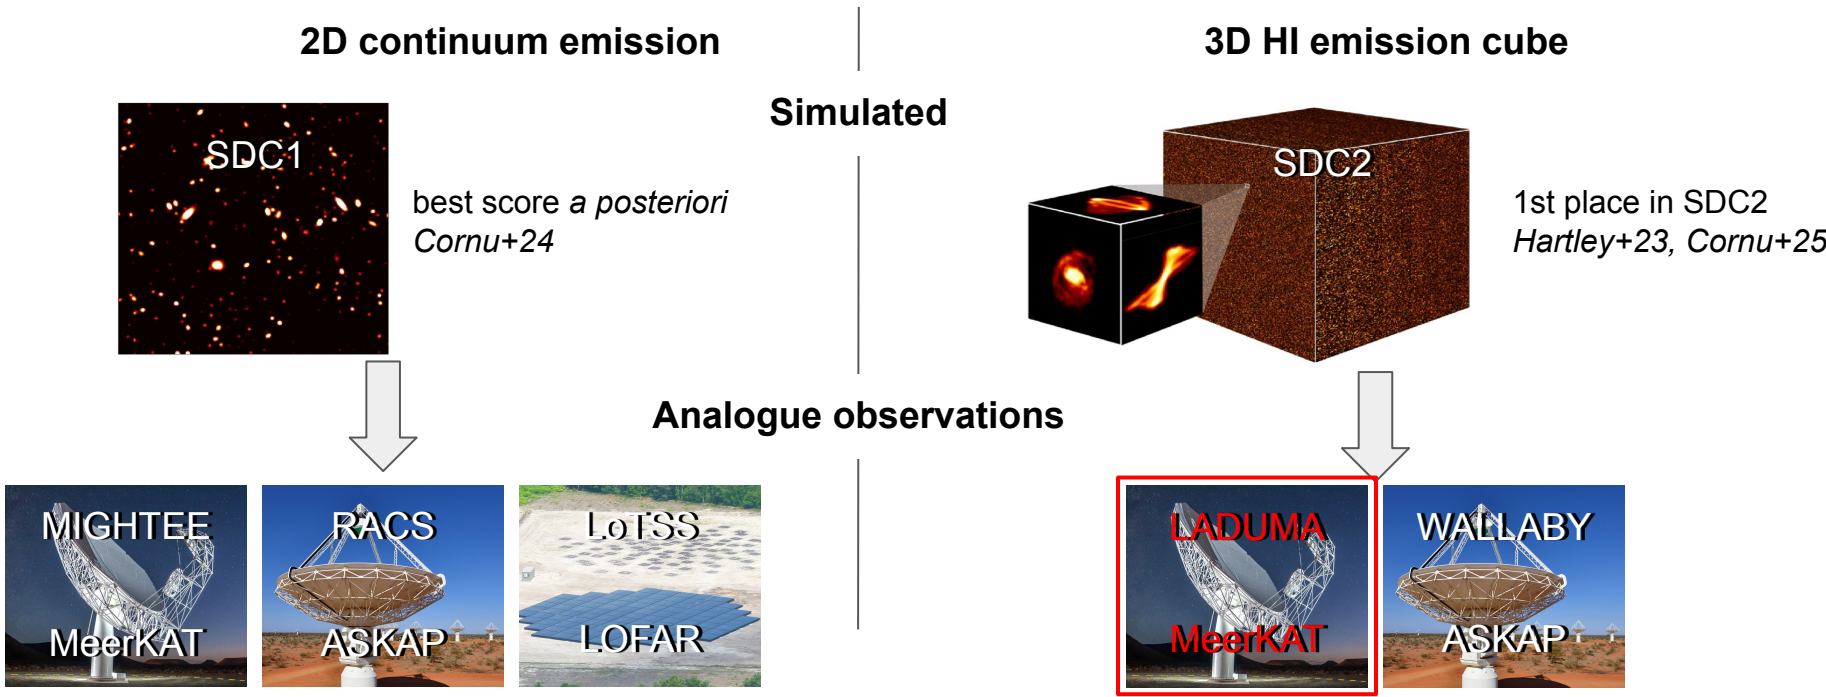 2D continuum emission
3D HI emission cube
Simulated
SDC1
best score a posteriori
Cornu+24
SDC2
1st place in SDC2
Hartley+23, Cornu+25
Analogue observations
MIGHTEE
MeerKAT
RACS
ASKAP
LoTSS
LOFAR
LADUMA
MeerKAT
WALLABY
ASKAP